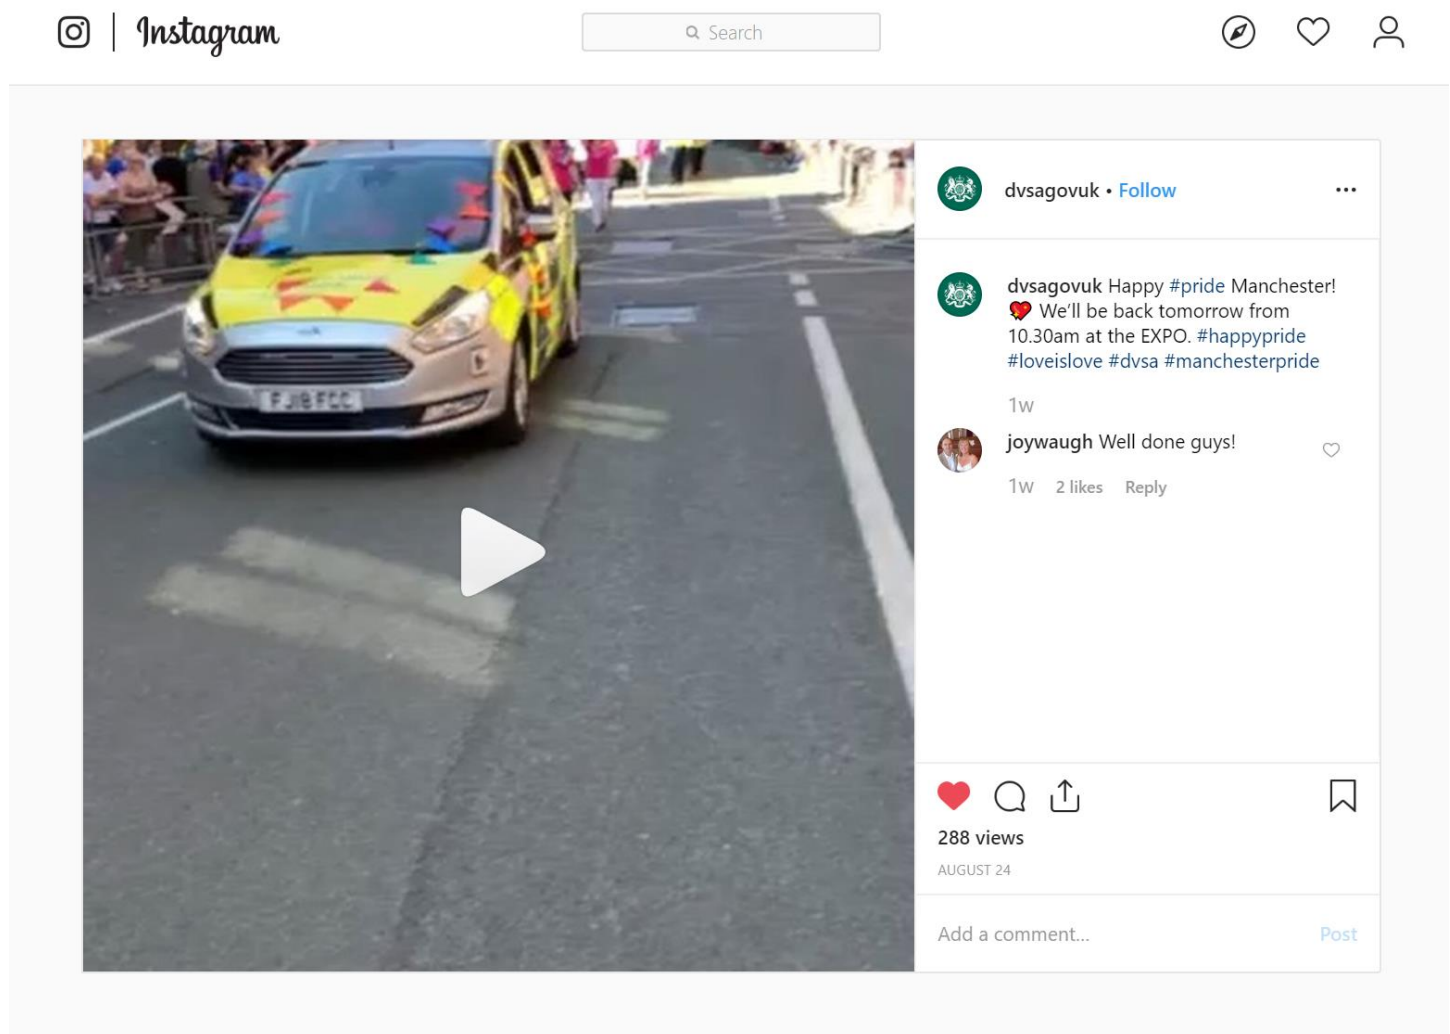 Instagram
Search
FJ18 FCC
dvsagovuk • Follow
dvsagovuk Happy #pride Manchester!
💖 We'll be back tomorrow from
10.30am at the EXPO. #happypride
#loveislove #dvsa #manchesterpride
1w
joywaugh Well done guys!
1w 2 likes Reply
288 views
AUGUST 24
Add a comment... Post